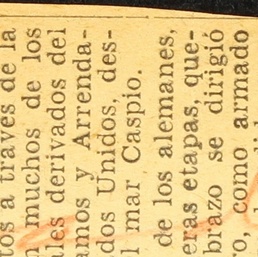 tos a través de la
muchos de los
derivados del
amos y Arrenda-
dos Unidos, des-
l mar Caspio.
de los alemanes,
eras etapas, que-
brazo se dirigió
ro, como armado